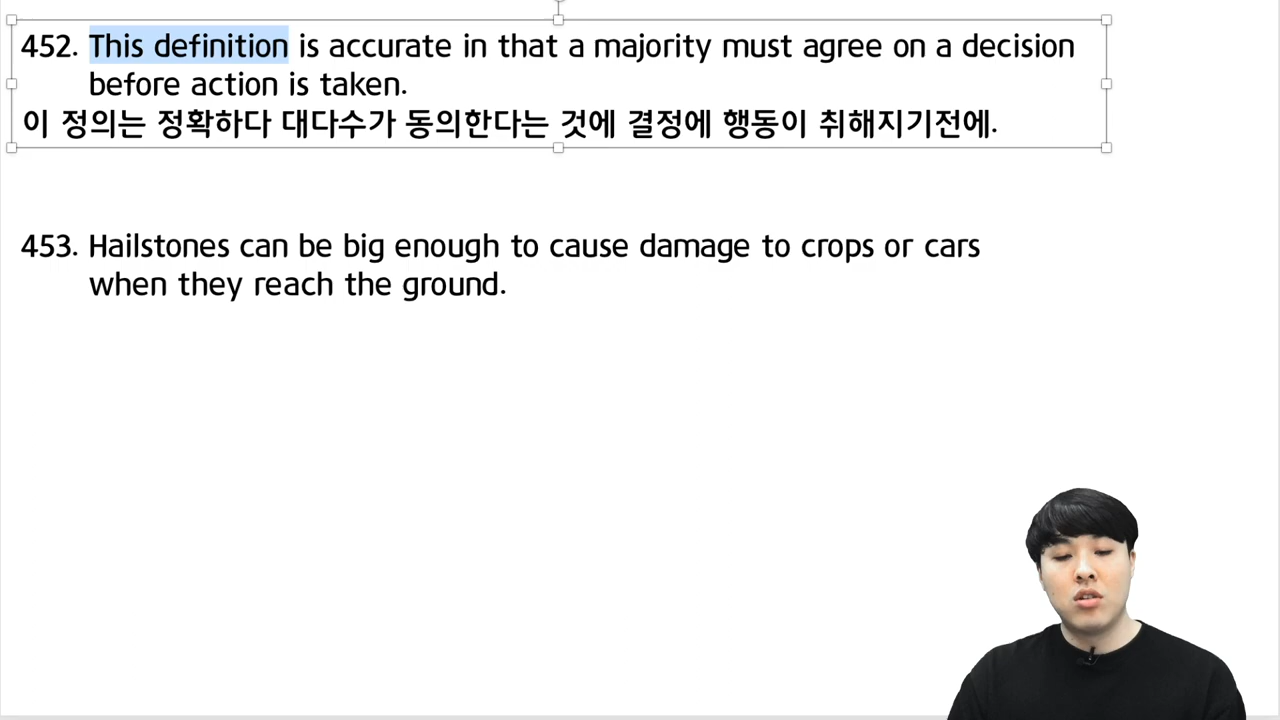 452. This definition is accurate in that a majority must agree on a decision
before action is taken.
이 정의는 정확하다 대다수가 동의한다는 것에 결정에 행동이 취해지기전에.
453. Hailstones can be big enough to cause damage to crops or cars
when they reach the ground.